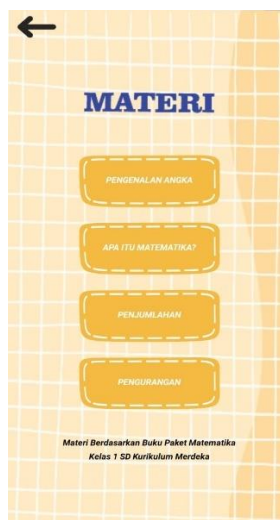 MATERI
PENGENALAN ANGKA
APA ITU MATEMATIKA?
PENJUMLAHAN
PENGURANGAN
Materi Berdasarkan Buku Paket Matematika
Kelas 1 SD Kurikulum Merdeka